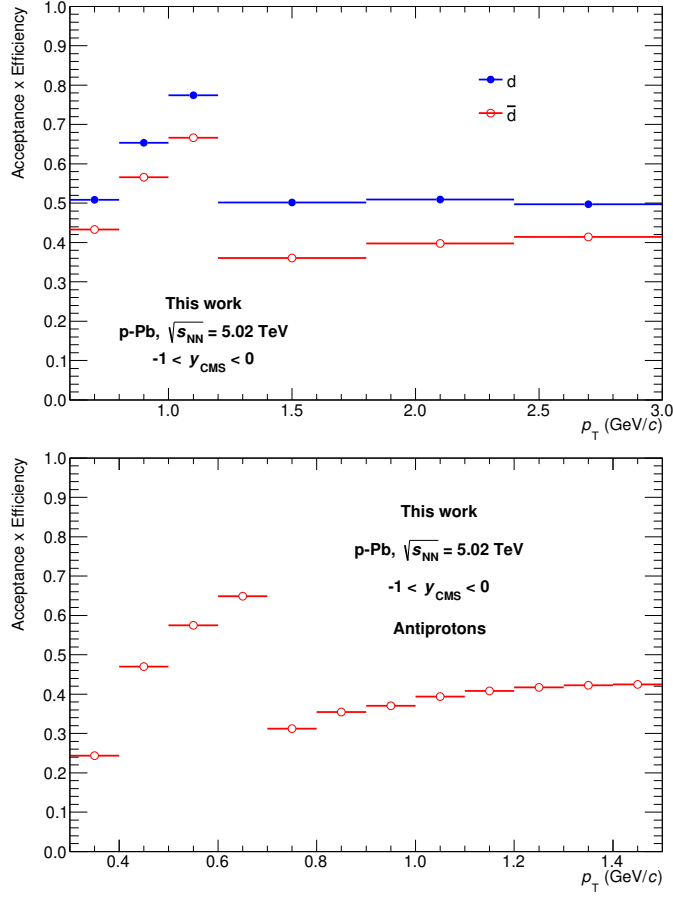 Acceptance x Efficiency
1.0
0.9
0.8
0.7
0.6
0.5
0.4
0.3
0.2
0.1
0.0
d
d̅
This work
p-Pb, √sNN = 5.02 TeV
-1 < yCMS < 0
1.0 1.5 2.0 2.5 3.0
pT (GeV/c)
Acceptance x Efficiency
1.0
0.9
0.8
0.7
0.6
0.5
0.4
0.3
0.2
0.1
0.0
This work
p-Pb, √sNN = 5.02 TeV
-1 < yCMS < 0
Antiprotons
0.4 0.6 0.8 1.0 1.2 1.4
pT (GeV/c)